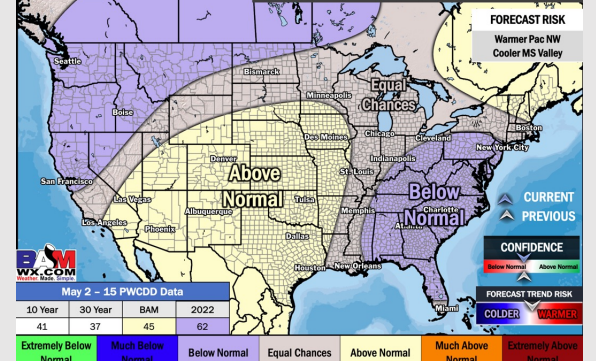 FORECAST RISK
Warmer Pac NW
Cooler MS Valley
Seattle
Bismarck
Minneapolis
Equal
Chances
Boise
Boston
Des Moines
Chicago
Cleveland
New York City
Denver
Indianapolis
San Francisco
Above
Normal
St. Louis
Las Vegas
Below
Normal
CURRENT
Tulsa
Charlotte
Albuquerque
Memphis
PREVIOUS
Los Angeles
Phoenix
Atlanta
Dallas
CONFIDENCE
BAM
WX.COM
Weather. Made. Simple.
Houston
New Orleans
Below Normal Above Normal
May 2 – 15 PWCDD Data
FORECAST TREND RISK
10 Year 30 Year BAM 2022
Miami
COLDER WARMER
41 37 45 62
Extremely Below Normal
Much Below Normal
Below Normal
Equal Chances
Above Normal
Much Above Normal
Extremely Above Normal